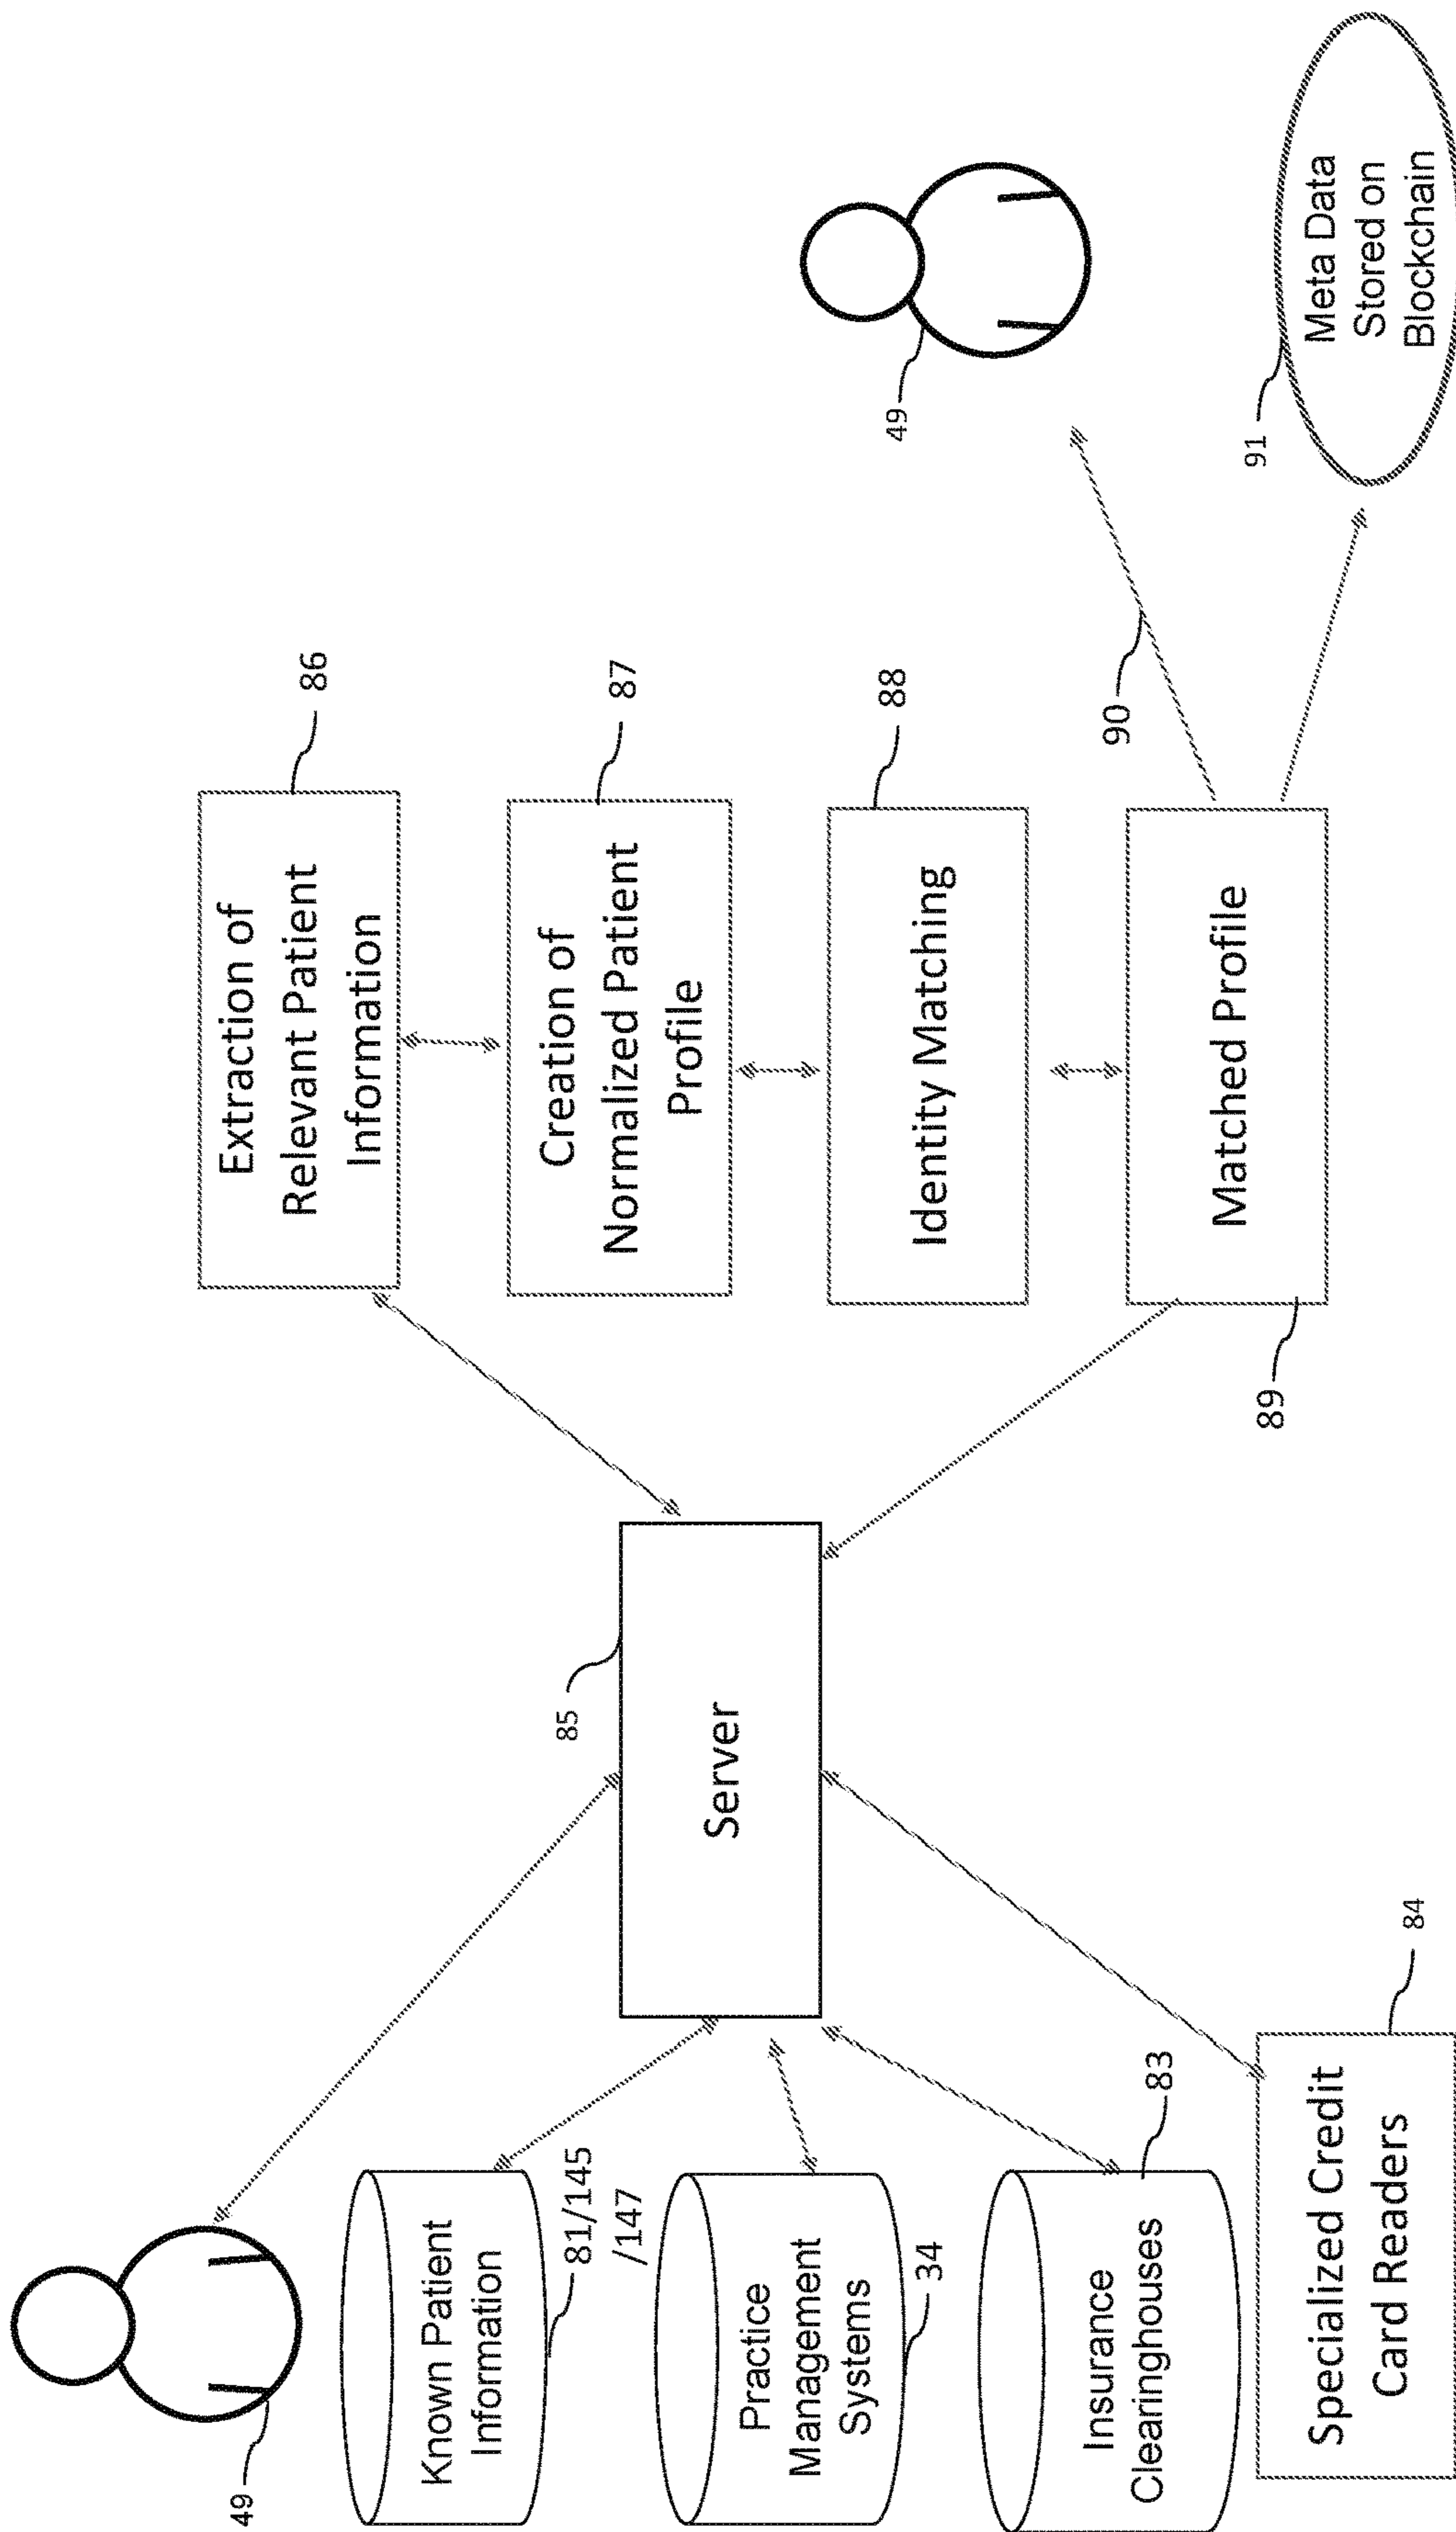 49
Known Patient
Information
81/145
/147
Practice
Management
Systems
34
Insurance
Clearinghouses
83
Specialized Credit
Card Readers
84
Server
85
Extraction of
Relevant Patient
Information
86
Creation of
Normalized Patient
Profile
87
Identity Matching
88
Matched Profile
89
90
49
Meta Data
Stored on
Blockchain
91